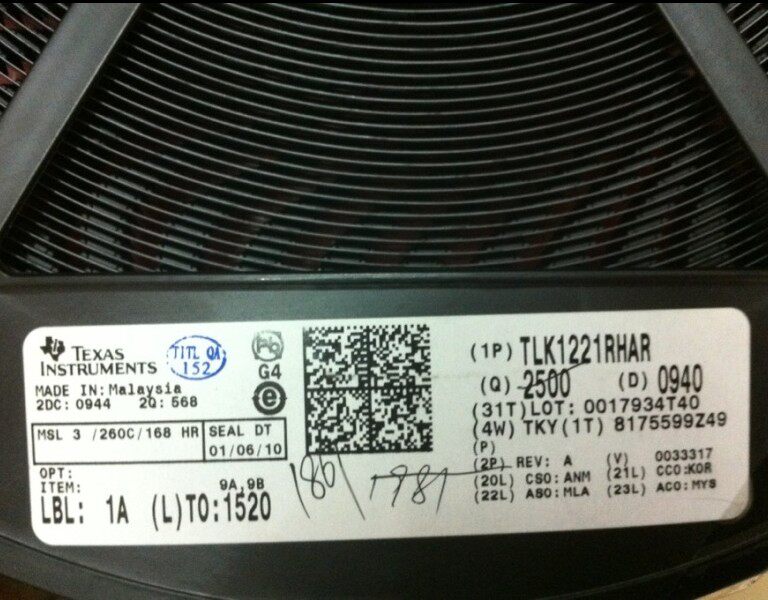 TEXAS
INSTRUMENTS
TITL QA
152
Pb
G4
e
MADE IN: Malaysia
2DC: 0944 2Q: 568
MSL 3 /260C/168 HR
SEAL DT
01/06/10
OPT:
ITEM: 9A,9B
LBL: 1A (L)TO:1520
(1P) TLK1221RHAR
(Q) 2500 (D) 0940
(31T)LOT: 0017934T40
(4W) TKY(1T) 8175599Z49
(P)
(2P) REV: A (V) 0033317
(20L) CSO: ANM (21L) CCO:KOR
(22L) ASO: MLA (23L) ACO: MYS